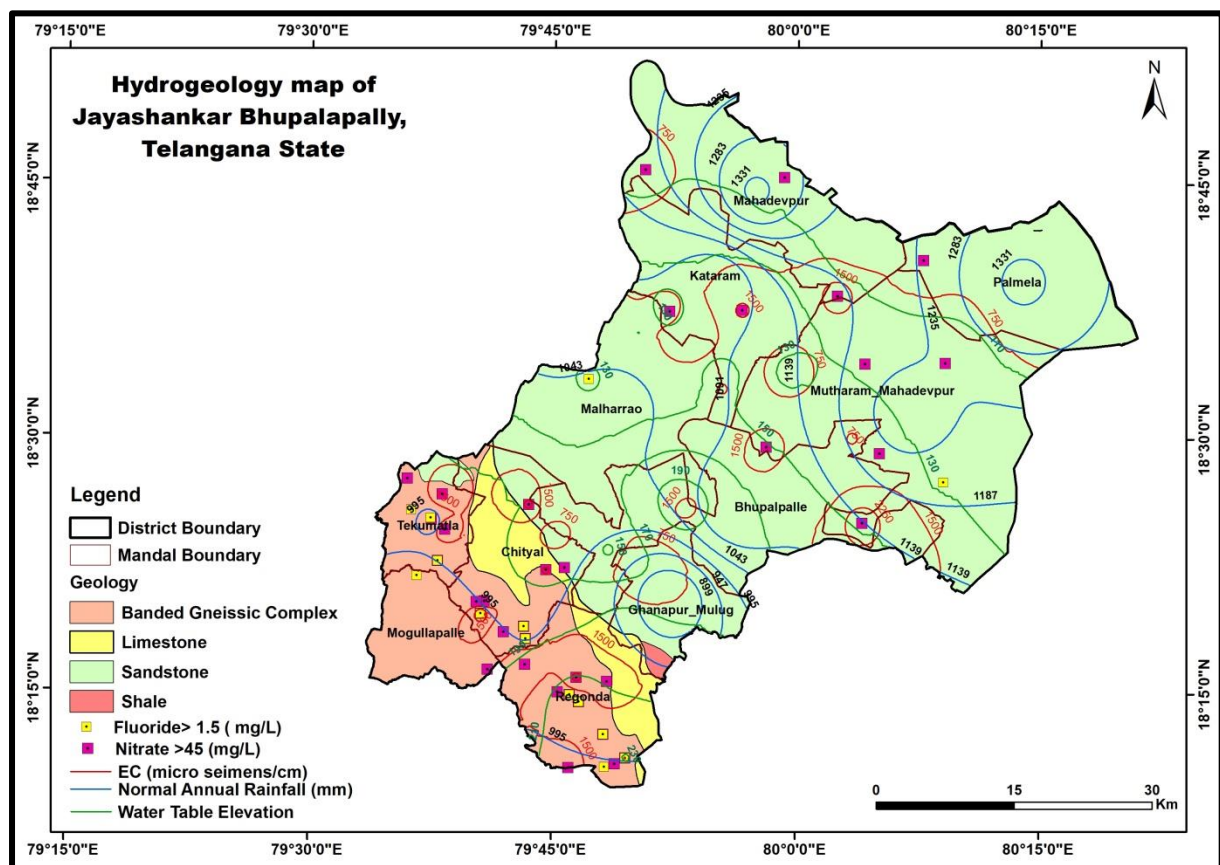 79°15'0"E 79°30'0"E 79°45'0"E 80°0'0"E 80°15'0"E
Hydrogeology map of
Jayashankar Bhupalapally,
Telangana State
N
18°45'0"N
18°30'0"N
18°15'0"N
18°45'0"N
18°30'0"N
18°15'0"N
750
1283
1331
Mahadevpur
1283
1331
Palmela
Kataram
1500
1500
1235
750
110
1043
130
1139
750
1091
Malharrao
Mutharam_Mahadevpur
180
1500
750
130
190
1187
995
Tekumatla
Chityal
750
Bhupalpalle
1500
1139
1139
1043
947
995
899
Ghanapur_Mulug
995
Mogullapalle
1500
Regonda
995
1500
Legend
District Boundary
Mandal Boundary
Geology
Banded Gneissic Complex
Limestone
Sandstone
Shale
Fluoride> 1.5 ( mg/L)
Nitrate >45 (mg/L)
EC (micro seimens/cm)
Normal Annual Rainfall (mm)
Water Table Elevation
0 15 30
Km
79°15'0"E 79°30'0"E 79°45'0"E 80°0'0"E 80°15'0"E